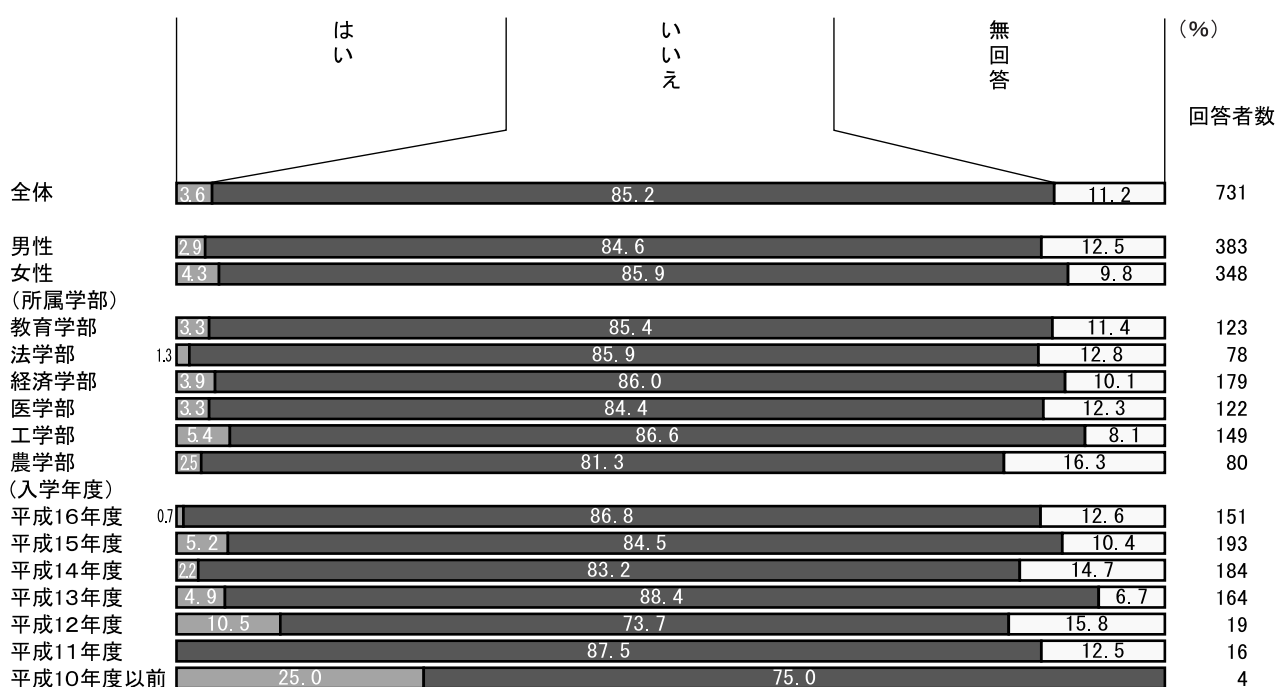 はい いいえ 無回答 (%)
回答者数
全体 3.6 85.2 11.2 731
男性 2.9 84.6 12.5 383
女性 4.3 85.9 9.8 348
(所属学部)
教育学部 3.3 85.4 11.4 123
法学部 1.3 85.9 12.8 78
経済学部 3.9 86.0 10.1 179
医学部 3.3 84.4 12.3 122
工学部 5.4 86.6 8.1 149
農学部 2.5 81.3 16.3 80
(入学年度)
平成16年度 0.7 86.8 12.6 151
平成15年度 5.2 84.5 10.4 193
平成14年度 2.2 83.2 14.7 184
平成13年度 4.9 88.4 6.7 164
平成12年度 10.5 73.7 15.8 19
平成11年度 87.5 12.5 16
平成10年度以前 25.0 75.0 4